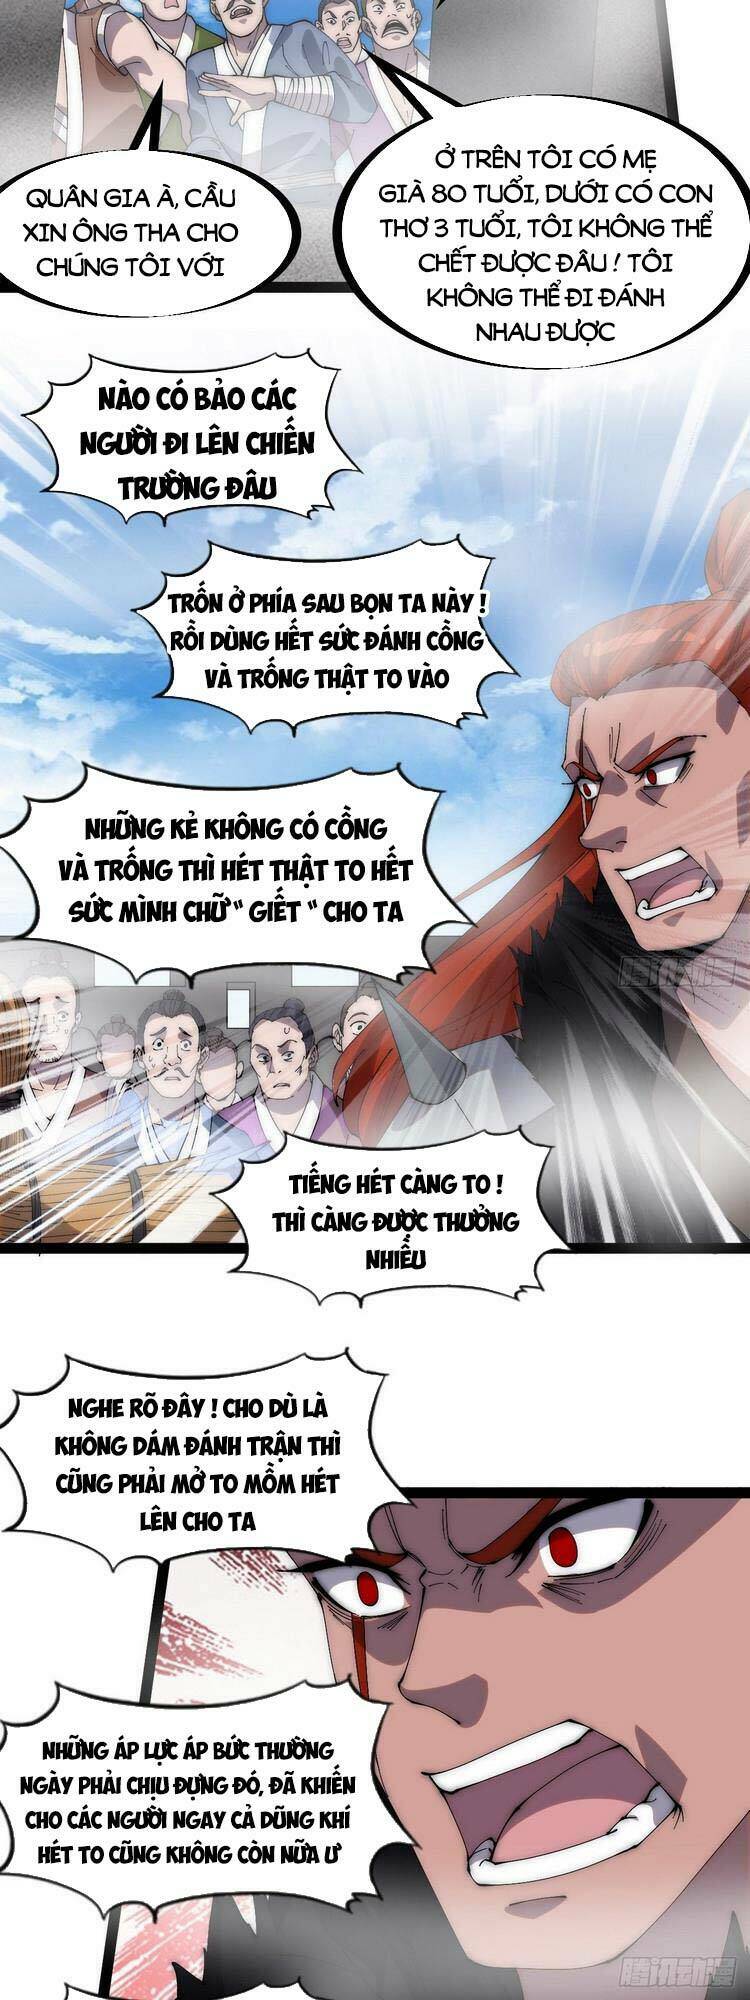 QUÂN GIA À, CẦU
XIN ÔNG THA CHO
CHÚNG TÔI VỚI
Ở TRÊN TÔI CÓ MẸ
GIÀ 80 TUỔI, DƯỚI CÓ CON
THƠ 3 TUỔI, TÔI KHÔNG THỂ
CHẾT ĐƯỢC ĐÂU ! TÔI
KHÔNG THỂ ĐI ĐÁNH
NHAU ĐƯỢC
NÀO CÓ BẢO CÁC
NGƯỜI ĐI LÊN CHIẾN
TRƯỜNG ĐÂU
TRỐN Ở PHÍA SAU BỌN TA NÀY !
RỒI DÙNG HẾT SỨC ĐÁNH CỒNG
VÀ TRỐNG THẬT TO VÀO
NHỮNG KẺ KHÔNG CÓ CỒNG
VÀ TRỐNG THÌ HÉT THẬT TO HẾT
SỨC MÌNH CHỮ " GIẾT " CHO TA
TIẾNG HÉT CÀNG TO !
THÌ CÀNG ĐƯỢC THƯỞNG
NHIỀU
NGHE RÕ ĐÂY ! CHO DÙ LÀ
KHÔNG DÁM ĐÁNH TRẬN THÌ
CŨNG PHẢI MỞ TO MỒM HÉT
LÊN CHO TA
NHỮNG ÁP LỰC ÁP BỨC THƯỜNG
NGÀY PHẢI CHỊU ĐỰNG ĐÓ, ĐÃ KHIẾN
CHO CÁC NGƯỜI NGAY CẢ DŨNG KHÍ
HÉT TO CŨNG KHÔNG CÒN NỮA Ư
腾讯动漫